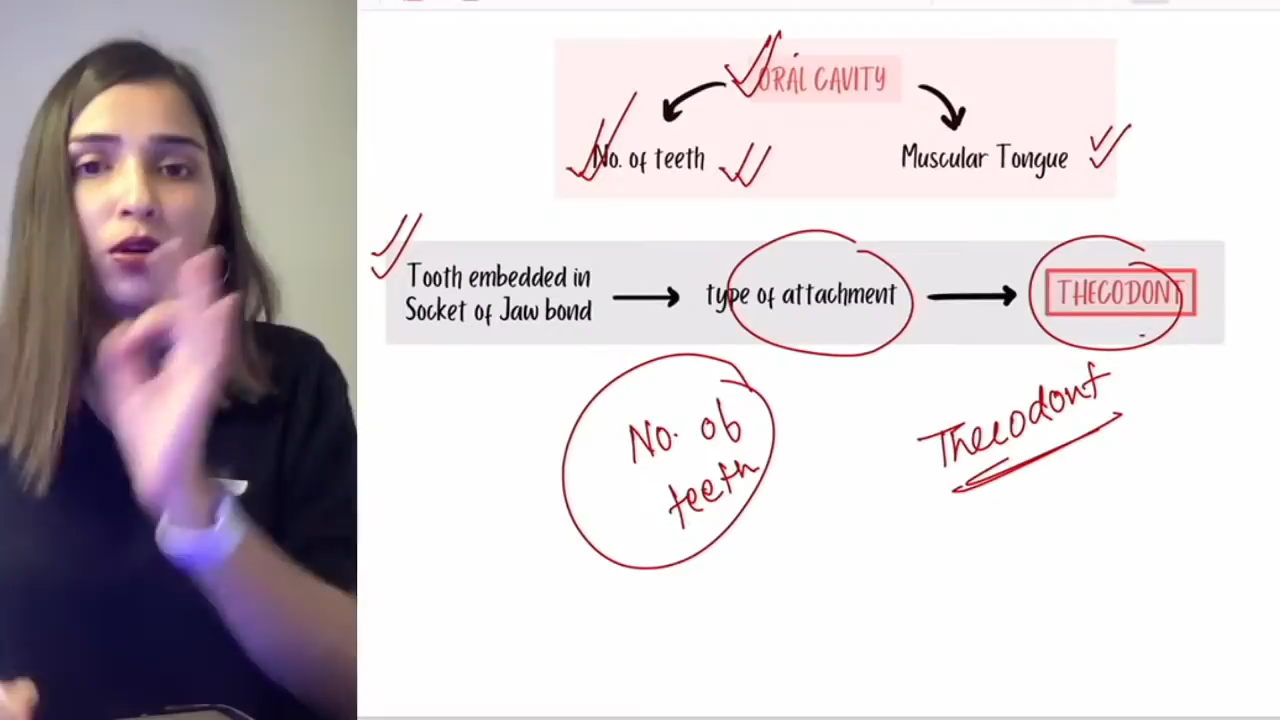 ORAL CAVITY
No. of teeth
Muscular Tongue
Tooth embedded in
Socket of Jaw bond
type of attachment
THECODONT
No. of
teeth
Thecodont